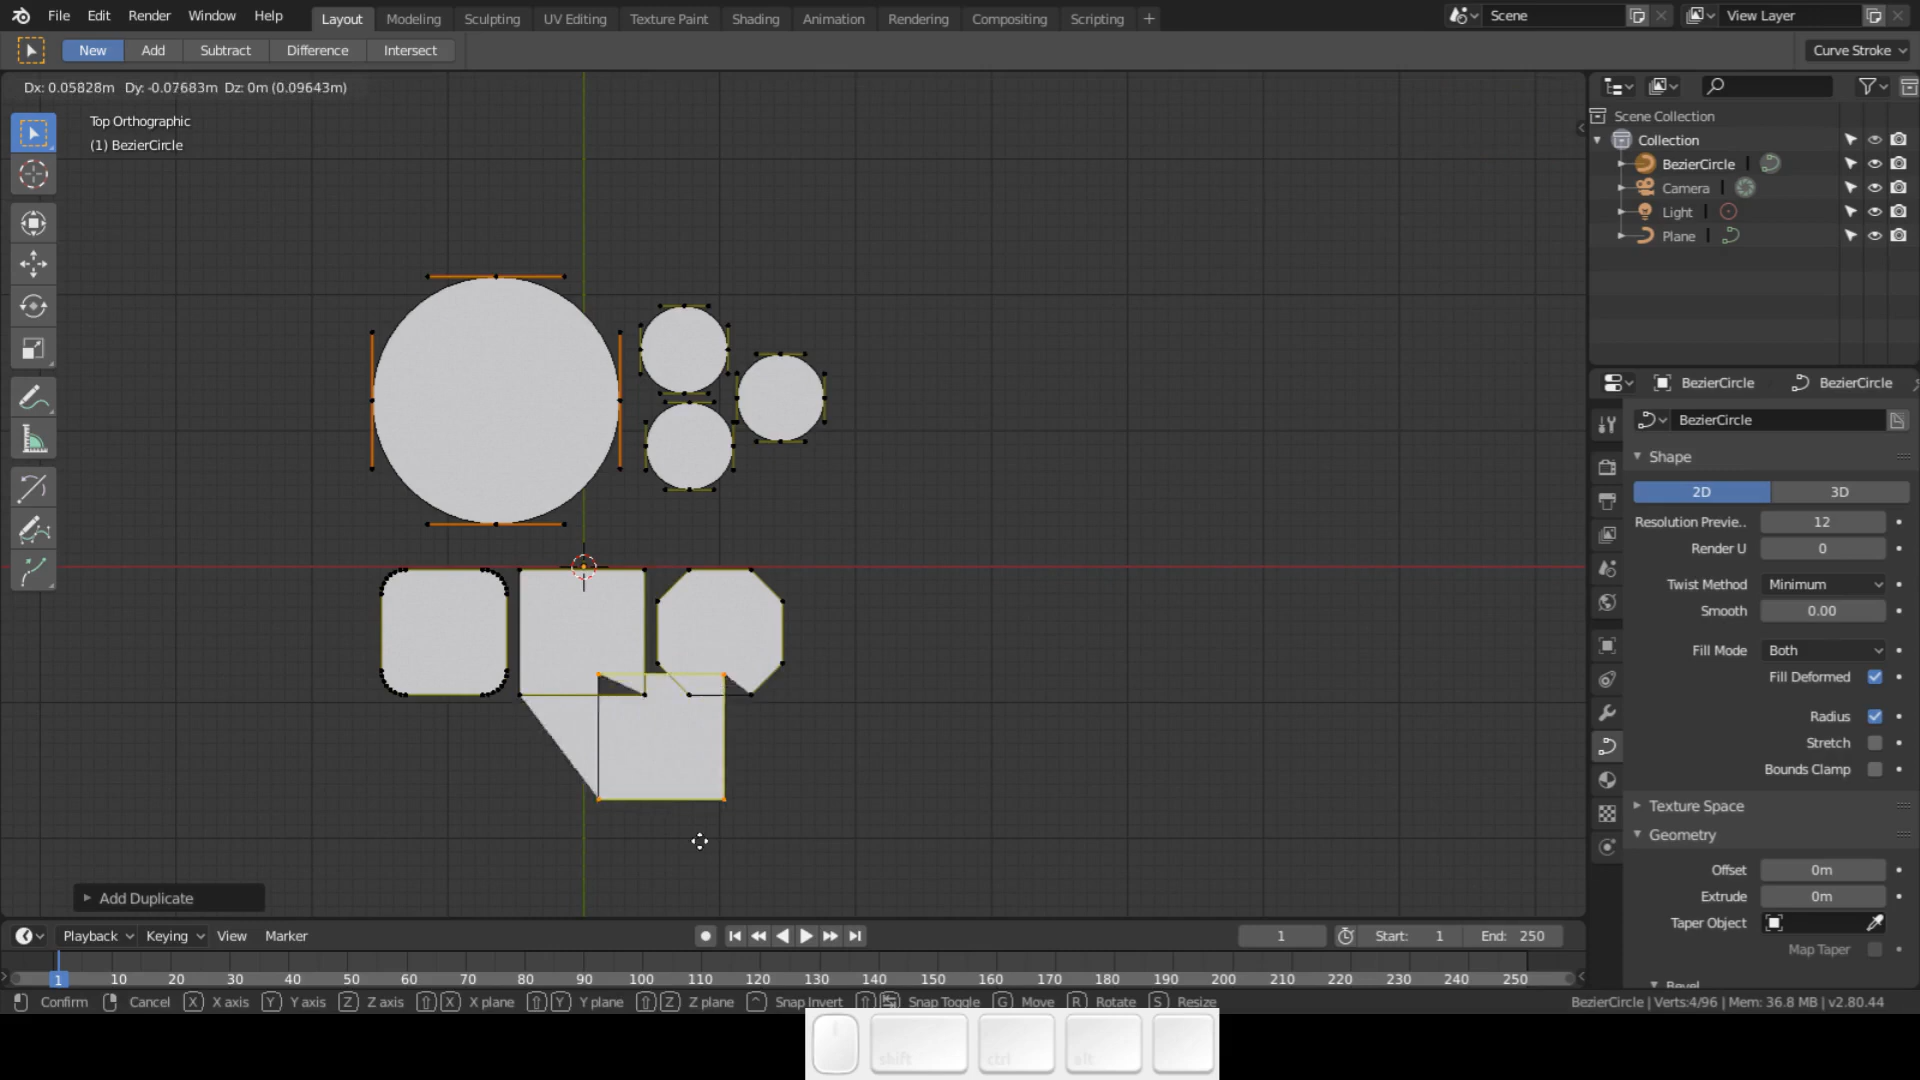 File Edit Render Window Help Layout Modeling Sculpting UV Editing Texture Paint Shading Animation Rendering Compositing Scripting + Scene View Layer
New Add Subtract Difference Intersect Curve Stroke
Dx: 0.05828m Dy: -0.07683m Dz: 0m (0.09643m)
Top Orthographic
(1) BezierCircle
Scene Collection
Collection
BezierCircle
Camera
Light
Plane
BezierCircle BezierCircle
BezierCircle
Shape
2D 3D
Resolution Previe.. 12
Render U 0
Twist Method Minimum
Smooth 0.00
Fill Mode Both
Fill Deformed
Radius
Stretch
Bounds Clamp
Texture Space
Geometry
Offset 0m
Extrude 0m
Taper Object
Map Taper
Bevel
Add Duplicate
Playback Keying View Marker 1 Start: 1 End: 250
1 10 20 30 40 50 60 70 80 90 100 110 120 130 140 150 160 170 180 190 200 210 220 230 240 250
Confirm Cancel X X axis Y Y axis Z Z axis X X plane Y Y plane Z Z plane Snap Invert Snap Toggle G Move R Rotate S Resize BezierCircle | Verts:4/96 | Mem: 36.8 MB | v2.80.44
shift ctrl alt